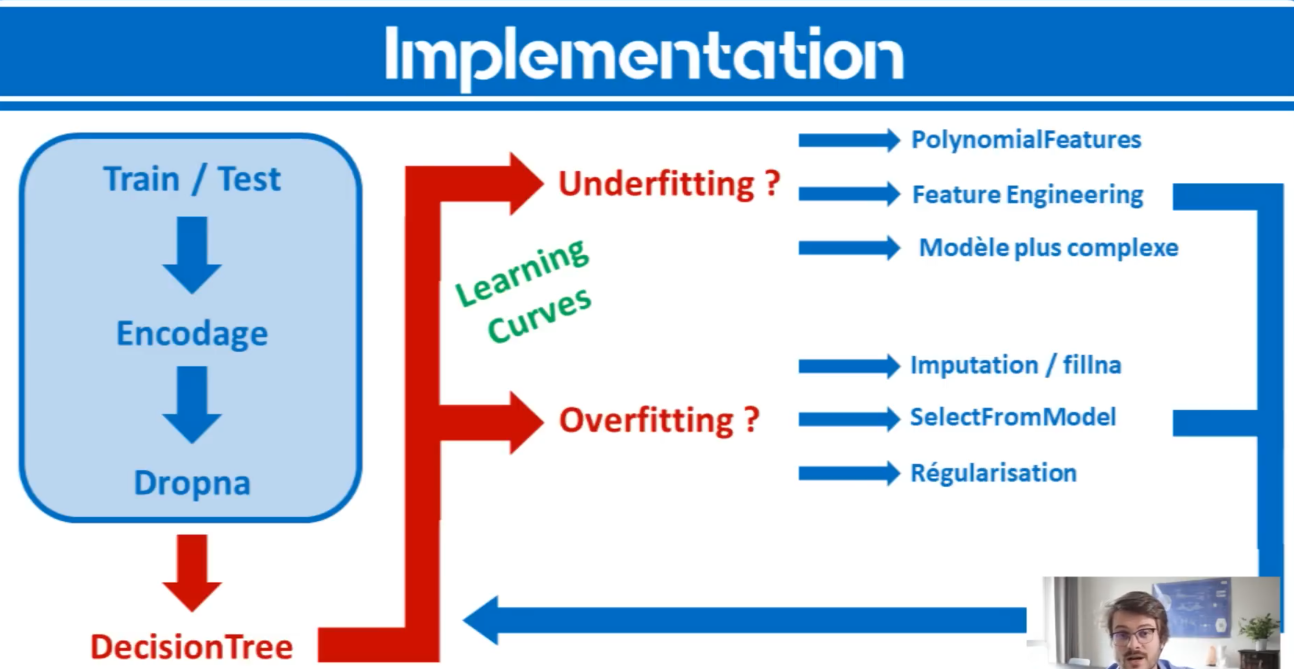 Implementation
Train / Test
Encodage
Dropna
DecisionTree
Learning
Curves
Underfitting ?
PolynomialFeatures
Feature Engineering
Modèle plus complexe
Overfitting ?
Imputation / fillna
SelectFromModel
Régularisation